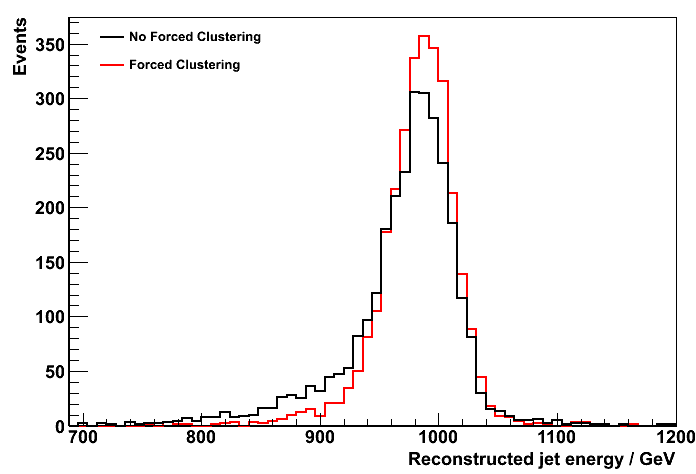 Events
350
No Forced Clustering
Forced Clustering
300
250
200
150
100
50
0
700 800 900 1000 1100 1200
Reconstructed jet energy / GeV